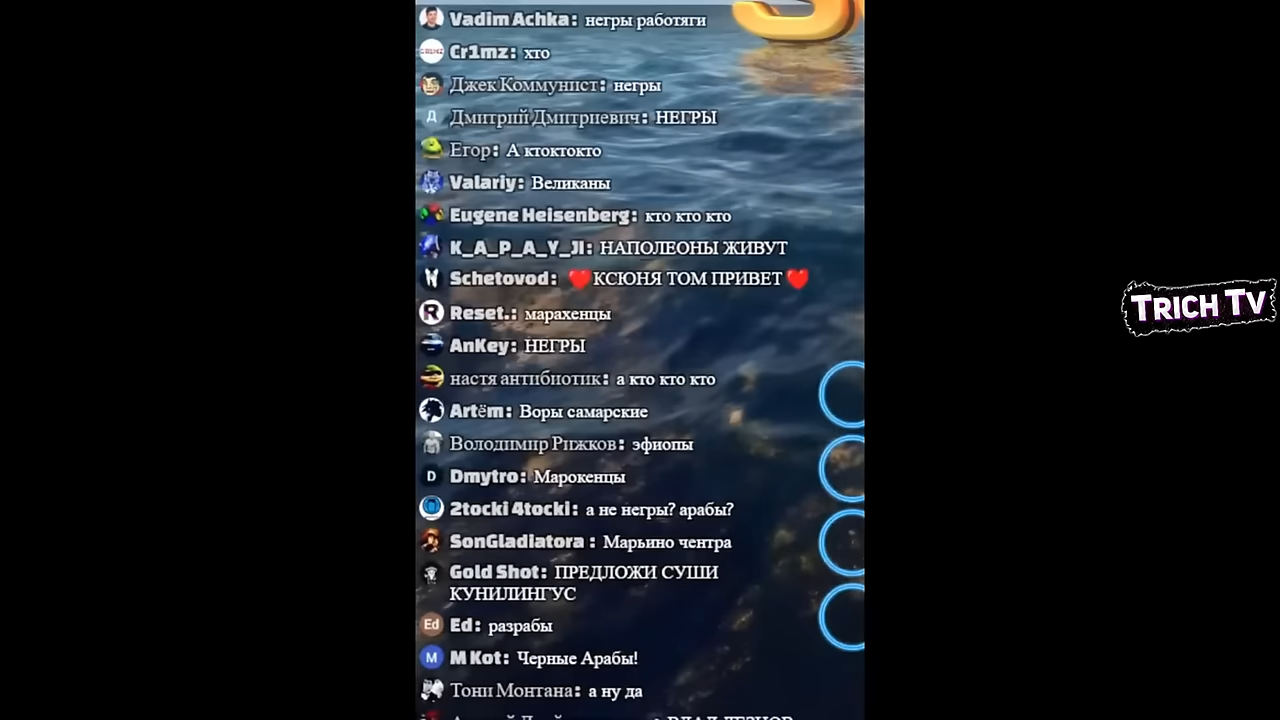 Vadim Achka: негры работяги
Cr1mz: хто
Джек Коммунист: негры
Дмитрий Дмитриевич: НЕГРЫ
Егор: А ктоктокто
Valariy: Великаны
Eugene Heisenberg: кто кто кто
K_A_P_A_Y_JI: НАПОЛЕОНЫ ЖИВУТ
Schetovod: ❤️КСЮНЯ ТОМ ПРИВЕТ❤️
Reset.: марахенцы
AnKey: НЕГРЫ
настя антибиотик: а кто кто кто
Artёm: Воры самарские
Володимир Рижков: эфиопы
Dmytro: Марокенцы
2tocki 4tocki: а не негры? арабы?
SonGladiatora : Марьино чентра
Gold Shot: ПРЕДЛОЖИ СУШИ
КУНИЛИНГУС
Ed: разрабы
M Kot: Черные Арабы!
Тони Монтана: а ну да
TRICH TV